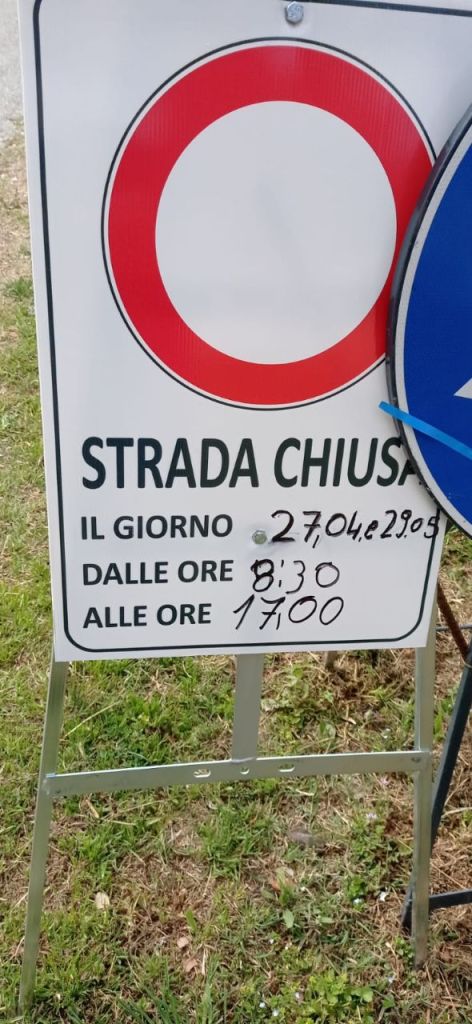 STRADA CHIUSA
IL GIORNO 27,04,e 29.05
DALLE ORE 8:30
ALLE ORE 17,00